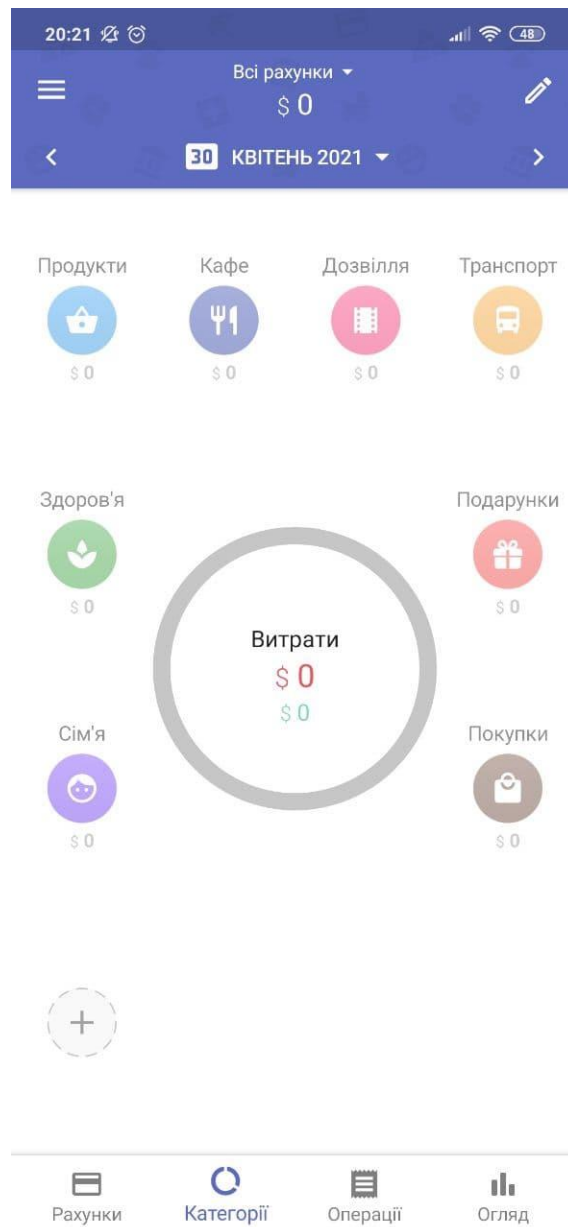 20:21 48
Всі рахунки
$ 0
30 КВІТЕНЬ 2021
Продукти Кафе Дозвілля Транспорт
$ 0 $ 0 $ 0 $ 0
Здоров'я Подарунки
$ 0 $ 0
Витрати
$ 0
$ 0
Сім'я Покупки
$ 0 $ 0
Рахунки Категорії Операції Огляд